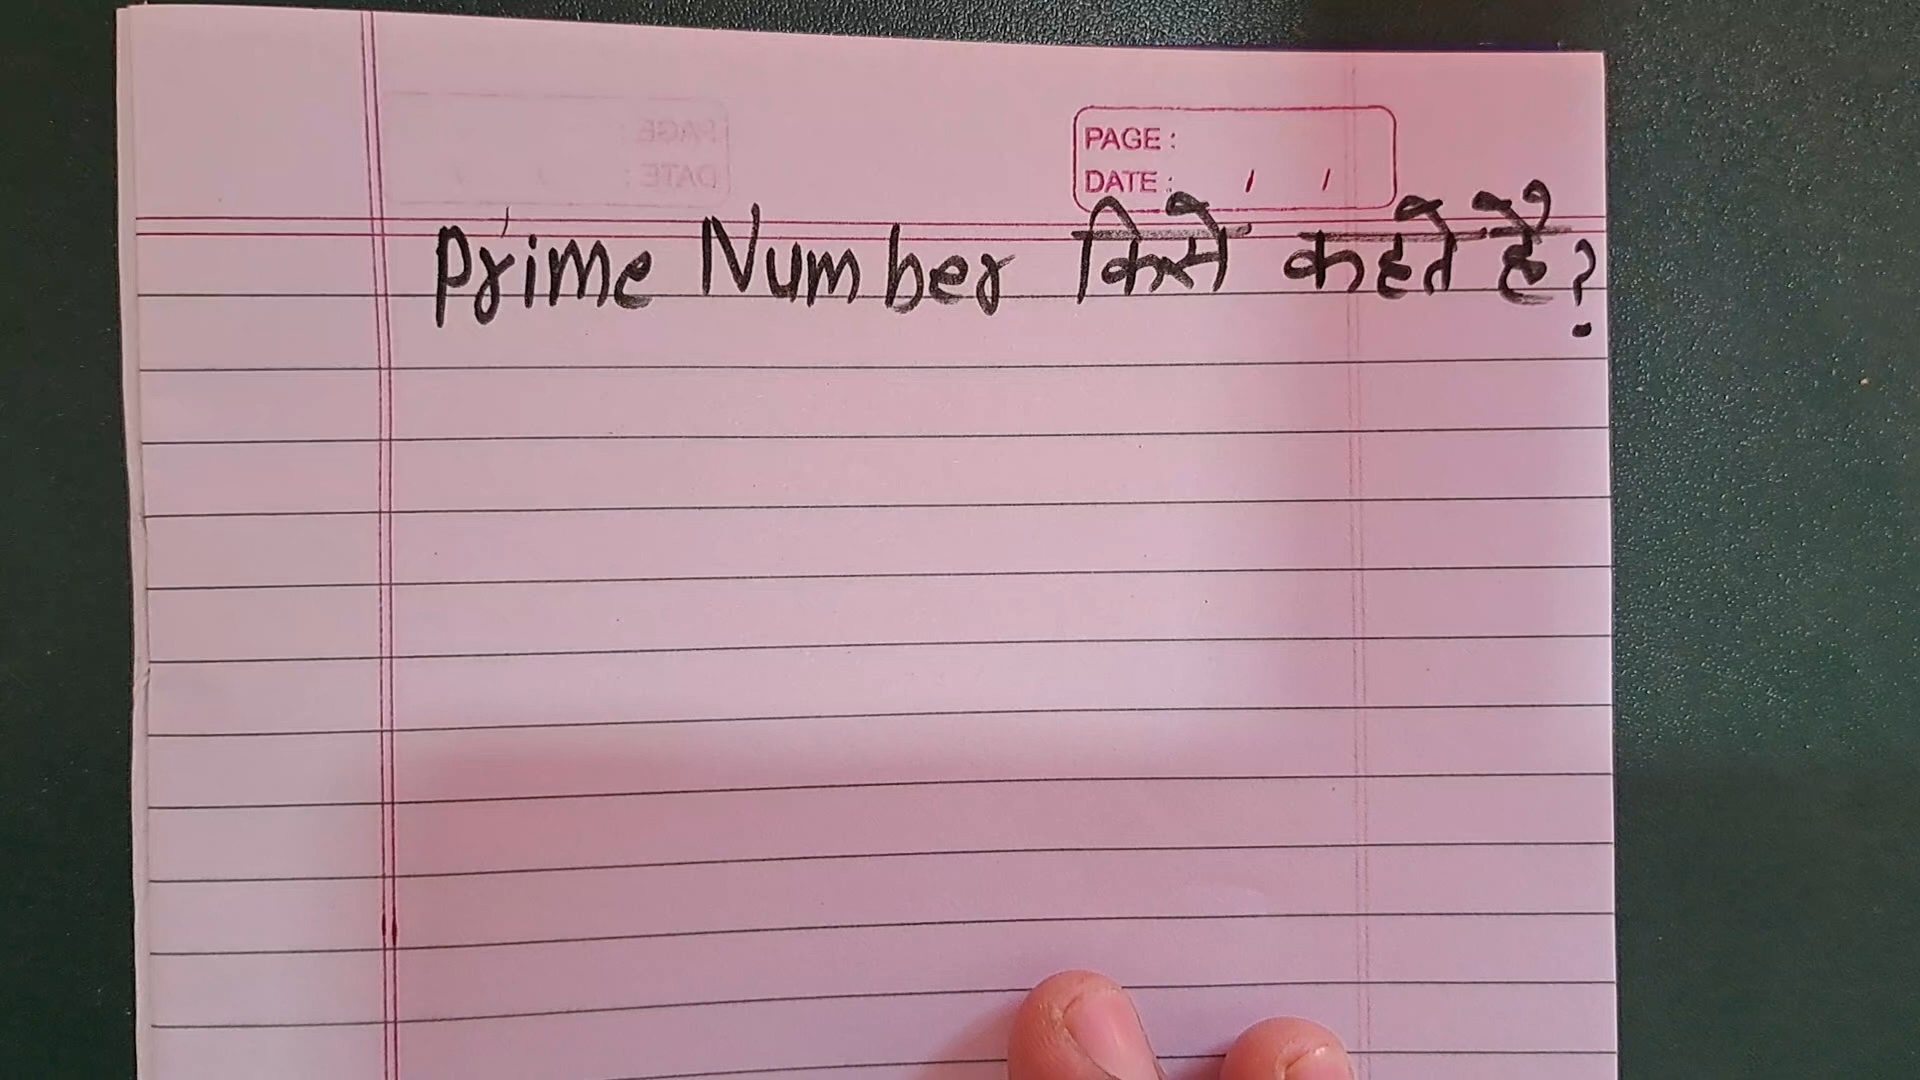 PAGE :
DATE : / /
Prime Number किसे कहते है?